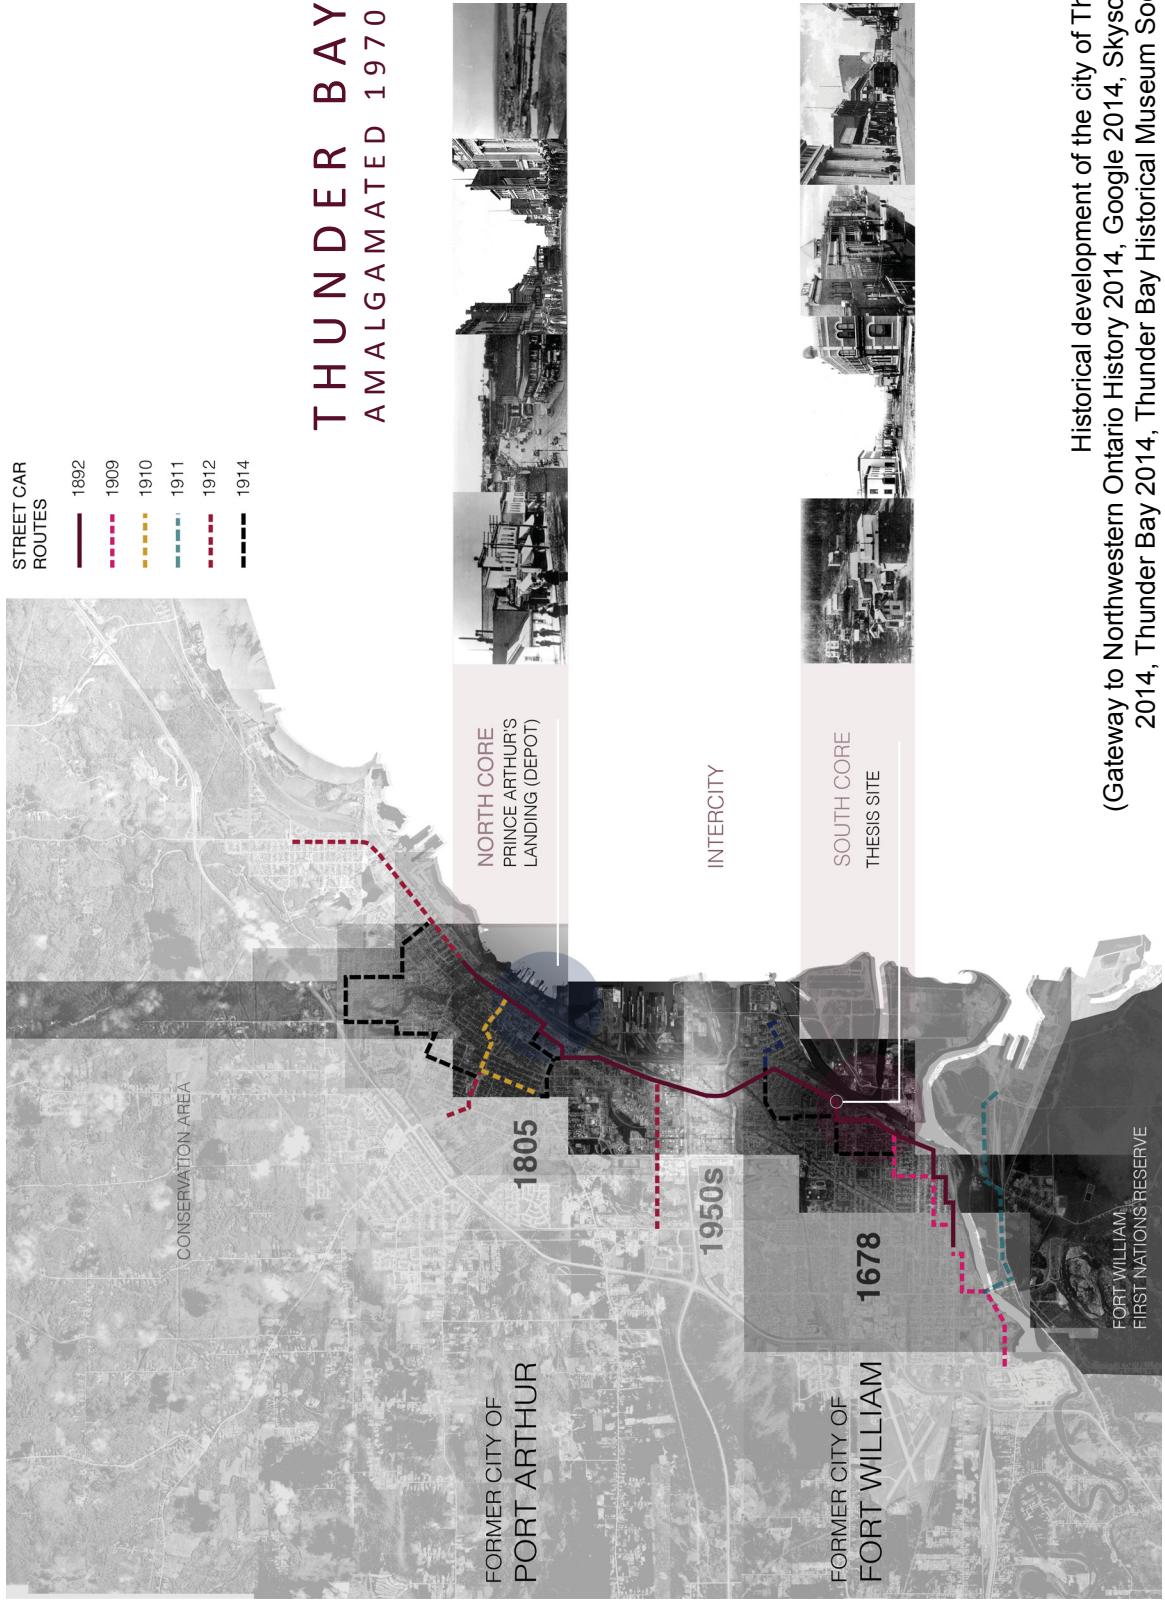 STREET CAR
ROUTES
1892
1909
1910
1911
1912
1914
THUNDER BAY
AMALGAMATED 1970
CONSERVATION AREA
FORMER CITY OF
PORT ARTHUR
1805
NORTH CORE
PRINCE ARTHUR'S
LANDING (DEPOT)
1950s
INTERCITY
FORMER CITY OF
FORT WILLIAM
1678
SOUTH CORE
THESIS SITE
FORT WILLIAM
FIRST NATIONS RESERVE
Historical development of the city of Th
(Gateway to Northwestern Ontario History 2014, Google 2014, Skysc
2014, Thunder Bay 2014, Thunder Bay Historical Museum Soc